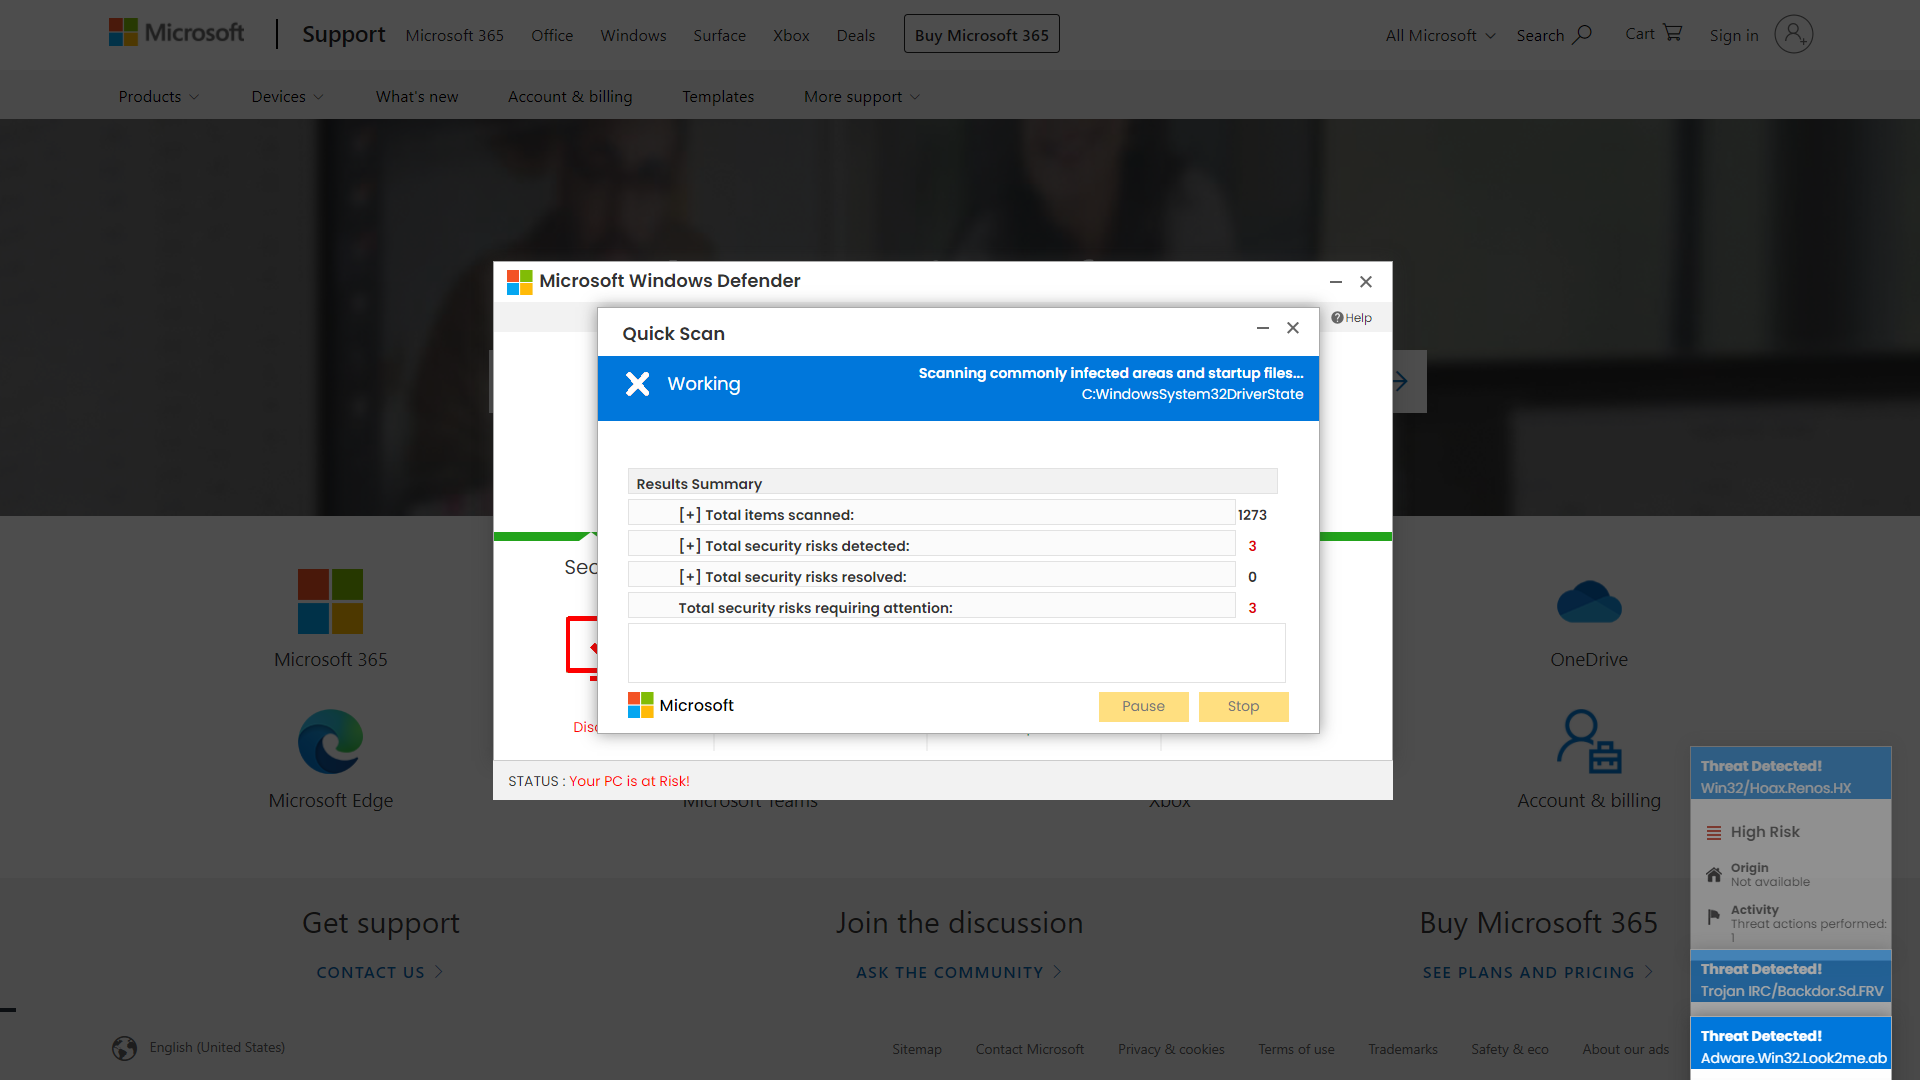 Microsoft
Support
Microsoft 365
Office
Windows
Surface
Xbox
Deals
Buy Microsoft 365
All Microsoft
Search
Cart
Sign in
Products
Devices
What's new
Account & billing
Templates
More support
Microsoft Windows Defender
Help
Quick Scan
Working
Scanning commonly infected areas and startup files...
C:WindowsSystem32DriverState
Results Summary
[+] Total items scanned: 1273
[+] Total security risks detected: 3
[+] Total security risks resolved: 0
Total security risks requiring attention: 3
Microsoft
Pause
Stop
Sec
Disc
STATUS : Your PC is at Risk!
Microsoft 365
OneDrive
Microsoft Edge
Microsoft Teams
Xbox
Account & billing
Threat Detected!
Win32/Hoax.Renos.HX
High Risk
Origin
Not available
Activity
Threat actions performed:
1
Threat Detected!
Trojan IRC/Backdor.Sd.FRV
Threat Detected!
Adware.Win32.Look2me.ab
Get support
CONTACT US
Join the discussion
ASK THE COMMUNITY
Buy Microsoft 365
SEE PLANS AND PRICING
English (United States)
Sitemap
Contact Microsoft
Privacy & cookies
Terms of use
Trademarks
Safety & eco
About our ads